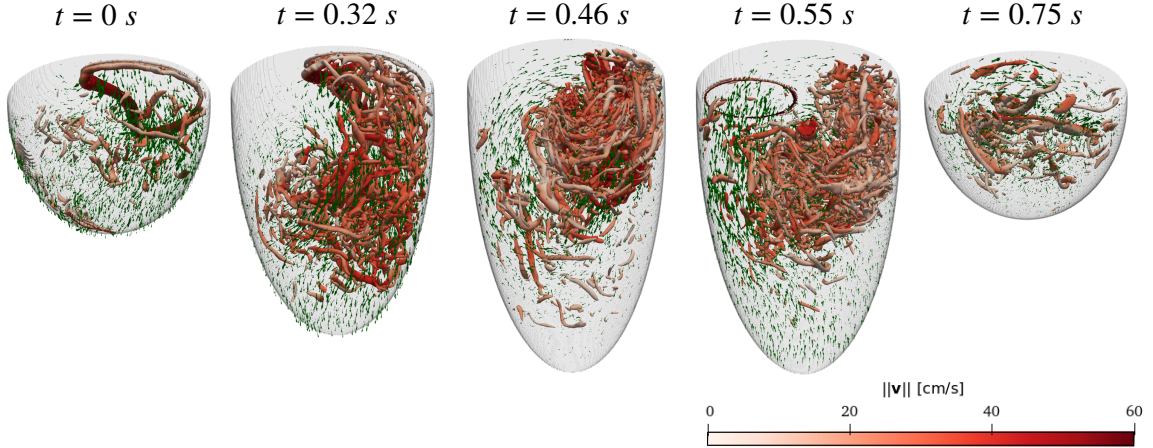 t = 0 s
t = 0.32 s
t = 0.46 s
t = 0.55 s
t = 0.75 s
||v|| [cm/s]
0 20 40 60